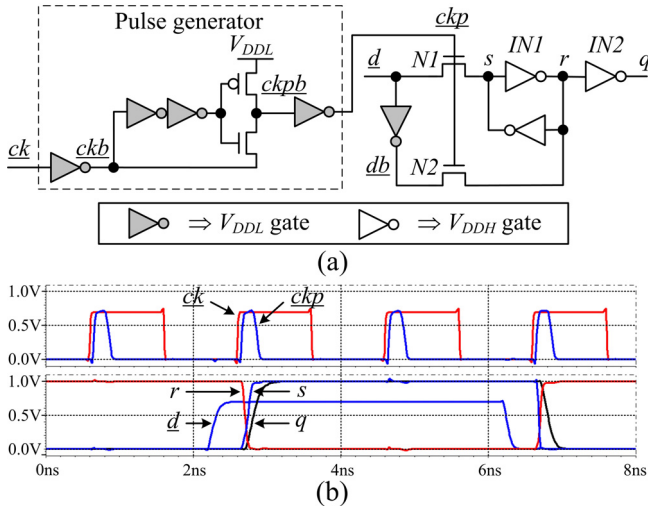 Pulse generator
V_DDL
ckp
ckpb
ck
ckb
d
N1
s
IN1
r
IN2
q
db
N2
⇒ V_DDL gate
⇒ V_DDH gate
(a)
1.0V
0.5V
0.0V
ck
ckp
1.0V
0.5V
0.0V
r
s
d
q
0ns 2ns 4ns 6ns 8ns
(b)